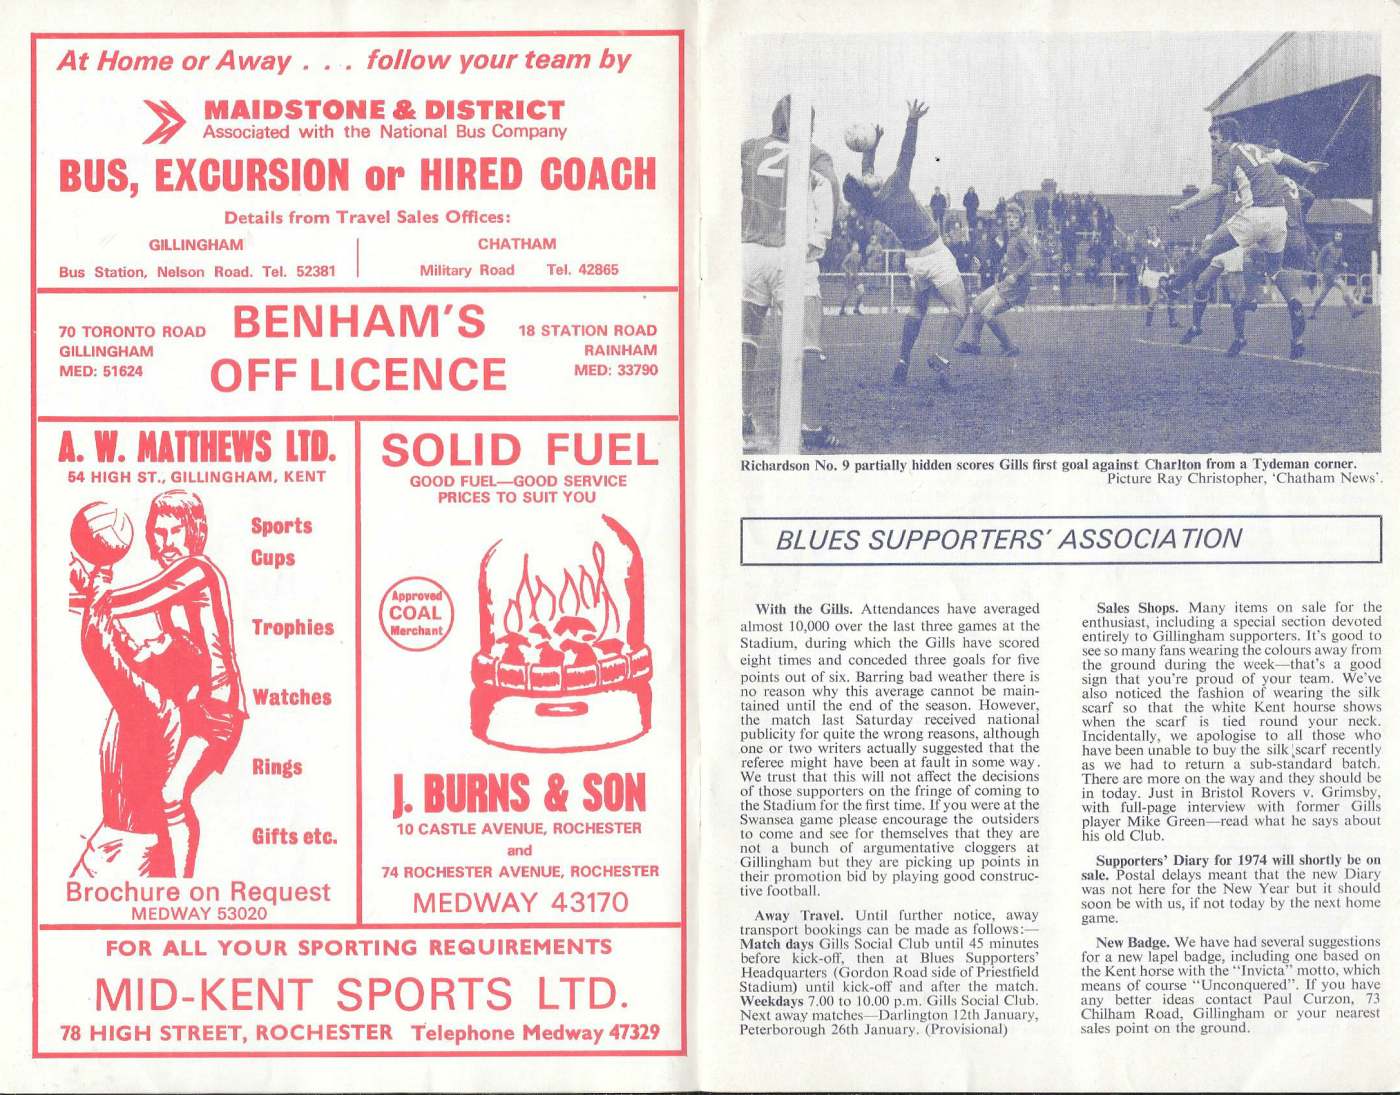 At Home or Away . . . follow your team by
MAIDSTONE & DISTRICT
Associated with the National Bus Company
BUS, EXCURSION or HIRED COACH
Details from Travel Sales Offices:
GILLINGHAM
Bus Station, Nelson Road. Tel. 52381
CHATHAM
Military Road Tel. 42865
70 TORONTO ROAD
GILLINGHAM
MED: 51624
BENHAM'S
OFF LICENCE
18 STATION ROAD
RAINHAM
MED: 33790
A. W. MATTHEWS LTD.
54 HIGH ST., GILLINGHAM, KENT
Sports
Cups
Trophies
Watches
Rings
Gifts etc.
Brochure on Request
MEDWAY 53020
SOLID FUEL
GOOD FUEL—GOOD SERVICE
PRICES TO SUIT YOU
Approved
COAL
Merchant
J. BURNS & SON
10 CASTLE AVENUE, ROCHESTER
and
74 ROCHESTER AVENUE, ROCHESTER
MEDWAY 43170
FOR ALL YOUR SPORTING REQUIREMENTS
MID-KENT SPORTS LTD.
78 HIGH STREET, ROCHESTER Telephone Medway 47329
2
12
Richardson No. 9 partially hidden scores Gills first goal against Charlton from a Tydeman corner.
Picture Ray Christopher, 'Chatham News'.
BLUES SUPPORTERS' ASSOCIATION
With the Gills. Attendances have averaged
almost 10,000 over the last three games at the
Stadium, during which the Gills have scored
eight times and conceded three goals for five
points out of six. Barring bad weather there is
no reason why this average cannot be main-
tained until the end of the season. However,
the match last Saturday received national
publicity for quite the wrong reasons, although
one or two writers actually suggested that the
referee might have been at fault in some way.
We trust that this will not affect the decisions
of those supporters on the fringe of coming to
the Stadium for the first time. If you were at the
Swansea game please encourage the outsiders
to come and see for themselves that they are
not a bunch of argumentative cloggers at
Gillingham but they are picking up points in
their promotion bid by playing good construc-
tive football.
Away Travel. Until further notice, away
transport bookings can be made as follows:—
Match days Gills Social Club until 45 minutes
before kick-off, then at Blues Supporters'
Headquarters (Gordon Road side of Priestfield
Stadium) until kick-off and after the match.
Weekdays 7.00 to 10.00 p.m. Gills Social Club.
Next away matches—Darlington 12th January,
Peterborough 26th January. (Provisional)
Sales Shops. Many items on sale for the
enthusiast, including a special section devoted
entirely to Gillingham supporters. It's good to
see so many fans wearing the colours away from
the ground during the week—that's a good
sign that you're proud of your team. We've
also noticed the fashion of wearing the silk
scarf so that the white Kent hourse shows
when the scarf is tied round your neck.
Incidentally, we apologise to all those who
have been unable to buy the silk scarf recently
as we had to return a sub-standard batch.
There are more on the way and they should be
in today. Just in Bristol Rovers v. Grimsby,
with full-page interview with former Gills
player Mike Green—read what he says about
his old Club.
Supporters' Diary for 1974 will shortly be on
sale. Postal delays meant that the new Diary
was not here for the New Year but it should
soon be with us, if not today by the next home
game.
New Badge. We have had several suggestions
for a new lapel badge, including one based on
the Kent horse with the "Invicta" motto, which
means of course "Unconquered". If you have
any better ideas contact Paul Curzon, 73
Chilham Road, Gillingham or your nearest
sales point on the ground.